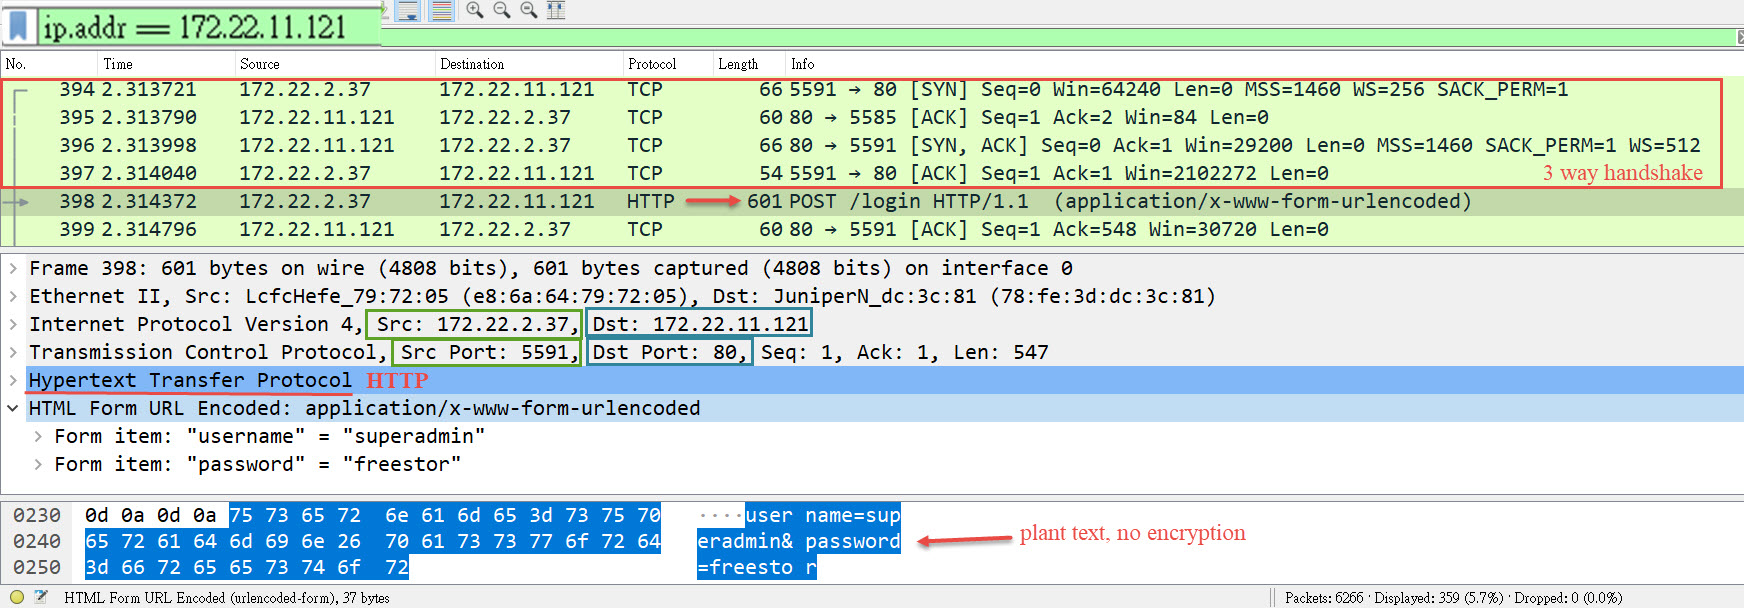 ip.addr == 172.22.11.121
No. Time Source Destination Protocol Length Info
394 2.313721 172.22.2.37 172.22.11.121 TCP 66 5591 → 80 [SYN] Seq=0 Win=64240 Len=0 MSS=1460 WS=256 SACK_PERM=1
395 2.313790 172.22.11.121 172.22.2.37 TCP 60 80 → 5585 [ACK] Seq=1 Ack=2 Win=84 Len=0
396 2.313998 172.22.11.121 172.22.2.37 TCP 66 80 → 5591 [SYN, ACK] Seq=0 Ack=1 Win=29200 Len=0 MSS=1460 SACK_PERM=1 WS=512
397 2.314040 172.22.2.37 172.22.11.121 TCP 54 5591 → 80 [ACK] Seq=1 Ack=1 Win=2102272 Len=0 3 way handshake
398 2.314372 172.22.2.37 172.22.11.121 HTTP 601 POST /login HTTP/1.1 (application/x-www-form-urlencoded)
399 2.314796 172.22.11.121 172.22.2.37 TCP 60 80 → 5591 [ACK] Seq=1 Ack=548 Win=30720 Len=0
Frame 398: 601 bytes on wire (4808 bits), 601 bytes captured (4808 bits) on interface 0
Ethernet II, Src: LcfcHefe_79:72:05 (e8:6a:64:79:72:05), Dst: JuniperN_dc:3c:81 (78:fe:3d:dc:3c:81)
Internet Protocol Version 4, Src: 172.22.2.37, Dst: 172.22.11.121
Transmission Control Protocol, Src Port: 5591, Dst Port: 80, Seq: 1, Ack: 1, Len: 547
Hypertext Transfer Protocol HTTP
HTML Form URL Encoded: application/x-www-form-urlencoded
Form item: "username" = "superadmin"
Form item: "password" = "freestor"
0230 0d 0a 0d 0a 75 73 65 72 6e 61 6d 65 3d 73 75 70 ····user name=sup
0240 65 72 61 64 6d 69 6e 26 70 61 73 73 77 6f 72 64 eradmin& password
0250 3d 66 72 65 65 73 74 6f 72 =freesto r
plant text, no encryption
HTML Form URL Encoded (urlencoded-form), 37 bytes Packets: 6266 · Displayed: 359 (5.7%) · Dropped: 0 (0.0%)